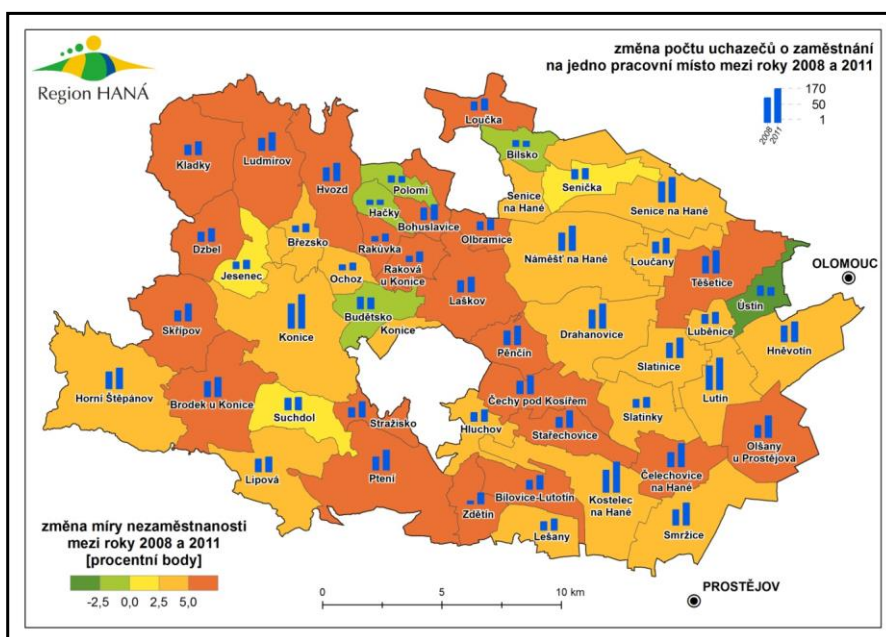 Region HANÁ
změna počtu uchazečů o zaměstnání
na jedno pracovní místo mezi roky 2008 a 2011
170
50
1
2008
2011
Loučka
Kladky
Ludmírov
Hvozd
Bílsko
Polomí
Senička
Senice
na Hané
Senice na Hané
Hačky
Bohuslavice
Olbramice
Dzbel
Březsko
Rakůvka
Náměšť na Hané
Loučany
Jesenec
Ochoz
Raková
u Konice
Těšetice
OLOMOUC
Laškov
Ústín
Budětsko
Skřípov
Konice
Konice
Drahanovice
Luběnice
Hněvotín
Pěnčín
Slatinice
Horní Štěpánov
Brodek u Konice
Čechy pod Kosířem
Lutín
Suchdol
Stražisko
Hluchov
Slatinky
Stařechovice
Olšany
u Prostějova
Lipová
Ptení
Čelechovice
na Hané
Bílovice-Lutotín
Kostelec
na Hané
Zdětín
Lešany
Smržice
změna míry nezaměstnanosti
mezi roky 2008 a 2011
[procentní body]
-2,5 0,0 2,5 5,0
0 5 10 km
PROSTĚJOV